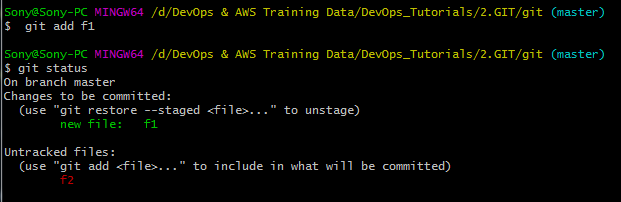 Sony@Sony-PC MINGW64 /d/DevOps & AWS Training Data/DevOps_Tutorials/2.GIT/git (master)
$  git add f1
Sony@Sony-PC MINGW64 /d/DevOps & AWS Training Data/DevOps_Tutorials/2.GIT/git (master)
$ git status
On branch master
Changes to be committed:
  (use "git restore --staged <file>..." to unstage)
        new file:   f1
Untracked files:
  (use "git add <file>..." to include in what will be committed)
        f2